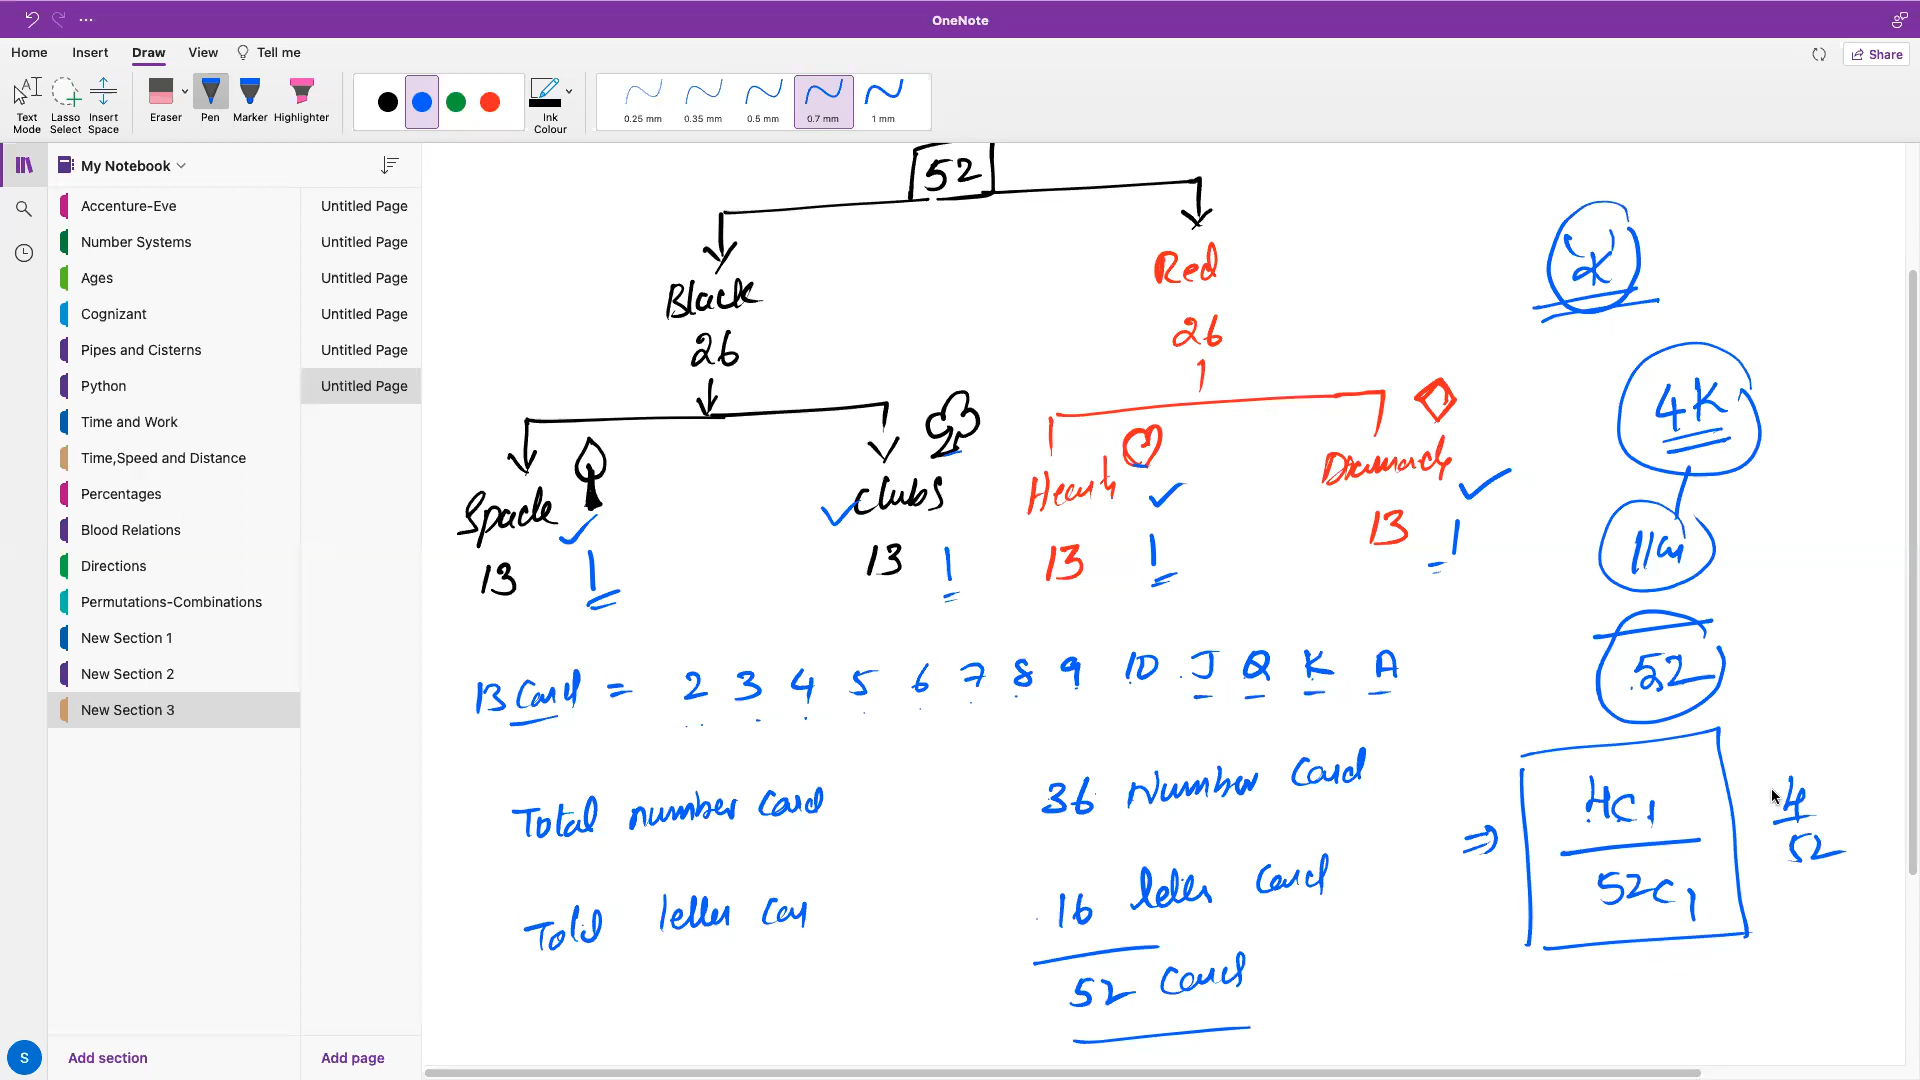 OneNote
Home Insert Draw View Tell me
Share
Text Mode
Lasso Select
Insert Space
Eraser
Pen
Marker
Highlighter
Ink Colour
0.25 mm
0.35 mm
0.5 mm
0.7 mm
1 mm
My Notebook
Accenture-Eve
Number Systems
Ages
Cognizant
Pipes and Cisterns
Python
Time and Work
Time,Speed and Distance
Percentages
Blood Relations
Directions
Permutations-Combinations
New Section 1
New Section 2
New Section 3
Add section
Untitled Page
Untitled Page
Untitled Page
Untitled Page
Untitled Page
Untitled Page
Add page
S
52
Black
26
Red
26
Spade
13
Clubs
13
1
Hearts
13
1
Diamonds
13
1
1
K
4K
52
13 Card = 2 3 4 5 6 7 8 9 10 J Q K A
Total number Card
36 Number Card
Total letter Car
16 letter Card
52 Card
⇒
4C1
52C1
4
52